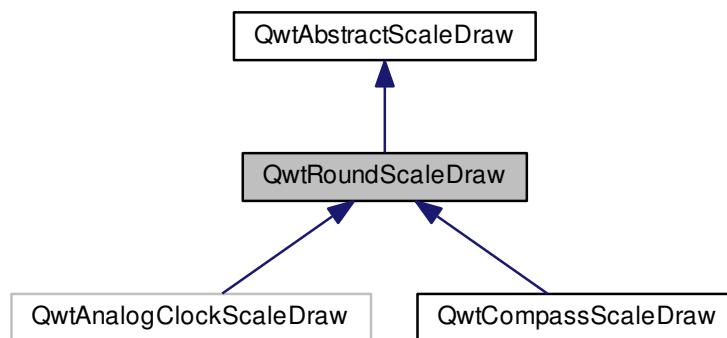 QwtAbstractScaleDraw
QwtRoundScaleDraw
QwtAnalogClockScaleDraw
QwtCompassScaleDraw